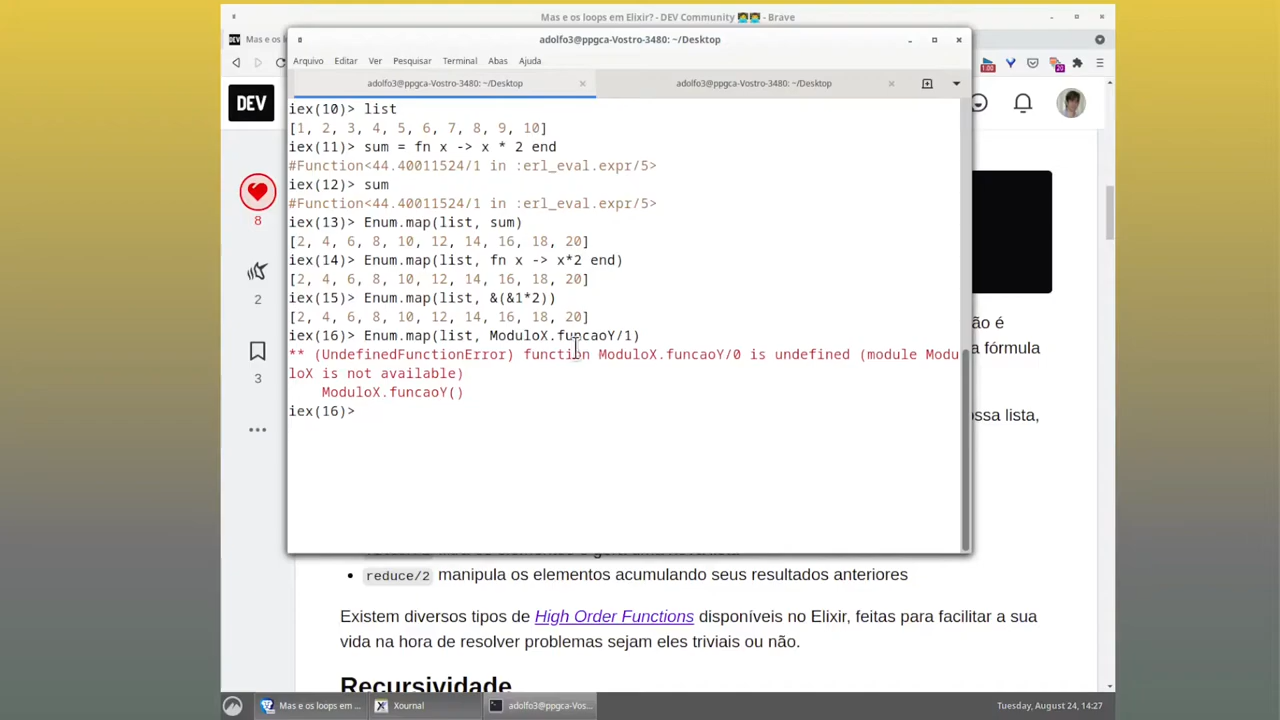 Mas e os loops em Elixir? - DEV Community 👩‍💻👨‍💻 - Brave
Mas e os l
adolfo3@ppgca-Vostro-3480: ~/Desktop
Arquivo Editar Ver Pesquisar Terminal Abas Ajuda
adolfo3@ppgca-Vostro-3480: ~/Desktop
adolfo3@ppgca-Vostro-3480: ~/Desktop
DEV
iex(10)> list
[1, 2, 3, 4, 5, 6, 7, 8, 9, 10]
iex(11)> sum = fn x -> x * 2 end
#Function<44.40011524/1 in :erl_eval.expr/5>
iex(12)> sum
#Function<44.40011524/1 in :erl_eval.expr/5>
iex(13)> Enum.map(list, sum)
[2, 4, 6, 8, 10, 12, 14, 16, 18, 20]
iex(14)> Enum.map(list, fn x -> x*2 end)
[2, 4, 6, 8, 10, 12, 14, 16, 18, 20]
iex(15)> Enum.map(list, &(&1*2))
[2, 4, 6, 8, 10, 12, 14, 16, 18, 20]
iex(16)> Enum.map(list, ModuloX.funcaoY/1)
** (UndefinedFunctionError) function ModuloX.funcaoY/0 is undefined (module Modu
loX is not available)
ModuloX.funcaoY()
iex(16)>
8
2
3
ão é
a fórmula
ossa lista,
reduce/2 manipula os elementos acumulando seus resultados anteriores
Existem diversos tipos de High Order Functions disponíveis no Elixir, feitas para facilitar a sua
vida na hora de resolver problemas sejam eles triviais ou não.
Recursividade
Mas e os loops em ...
Xournal
adolfo3@ppgca-Vos...
Tuesday, August 24, 14:27